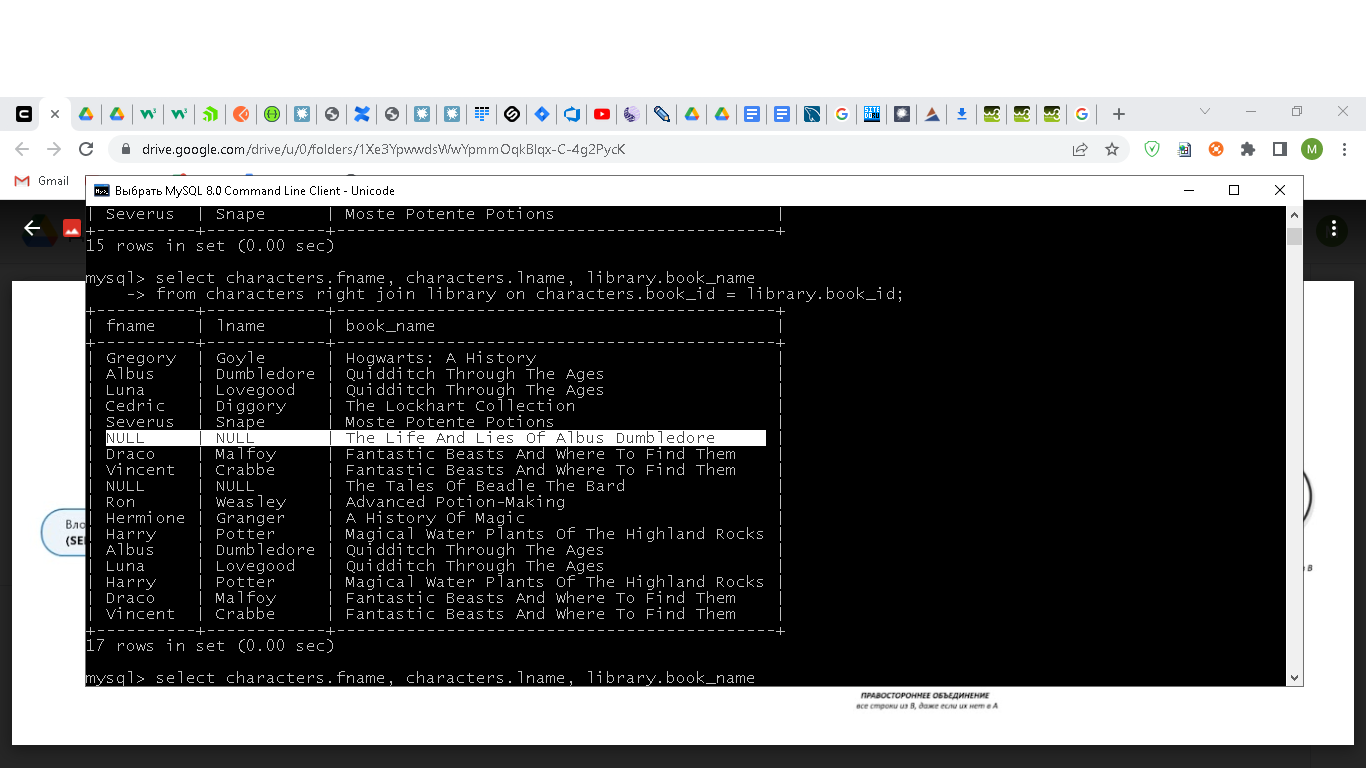 drive.google.com/drive/u/0/folders/1Xe3YpwwdsWwYpmmOqkBlqx-C-4g2PycK
M
Gmail
Выбрать MySQL 8.0 Command Line Client - Unicode
| Severus | Snape | Moste Potente Potions |
+----------+------------+----------------------------------------+
15 rows in set (0.00 sec)
mysql> select characters.fname, characters.lname, library.book_name
-> from characters right join library on characters.book_id = library.book_id;
+----------+------------+----------------------------------------+
| fname | lname | book_name |
+----------+------------+----------------------------------------+
| Gregory | Goyle | Hogwarts: A History |
| Albus | Dumbledore | Quidditch Through The Ages |
| Luna | Lovegood | Quidditch Through The Ages |
| Cedric | Diggory | The Lockhart Collection |
| Severus | Snape | Moste Potente Potions |
| NULL | NULL | The Life And Lies Of Albus Dumbledore |
| Draco | Malfoy | Fantastic Beasts And Where To Find Them |
| Vincent | Crabbe | Fantastic Beasts And Where To Find Them |
| NULL | NULL | The Tales Of Beadle The Bard |
| Ron | Weasley | Advanced Potion-Making |
| Hermione | Granger | A History Of Magic |
| Harry | Potter | Magical Water Plants Of The Highland Rocks |
| Albus | Dumbledore | Quidditch Through The Ages |
| Luna | Lovegood | Quidditch Through The Ages |
| Harry | Potter | Magical Water Plants Of The Highland Rocks |
| Draco | Malfoy | Fantastic Beasts And Where To Find Them |
| Vincent | Crabbe | Fantastic Beasts And Where To Find Them |
+----------+------------+----------------------------------------+
17 rows in set (0.00 sec)
mysql> select characters.fname, characters.lname, library.book_name
Вло
(SE
в В
ПРАВОСТОРОННЕЕ ОБЪЕДИНЕНИЕ
все строки из B, даже если их нет в A